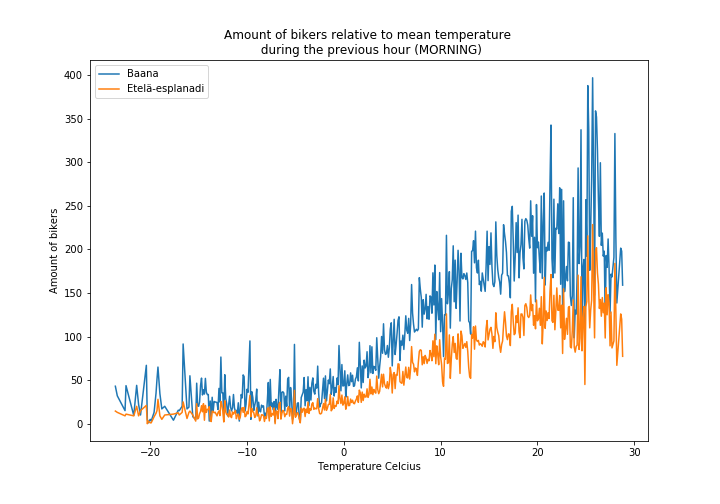 Amount of bikers relative to mean temperature
during the previous hour (MORNING)
Baana
Etelä-esplanadi
400
350
300
250
200
150
100
50
0
Amount of bikers
−20
−10
0
10
20
30
Temperature Celcius